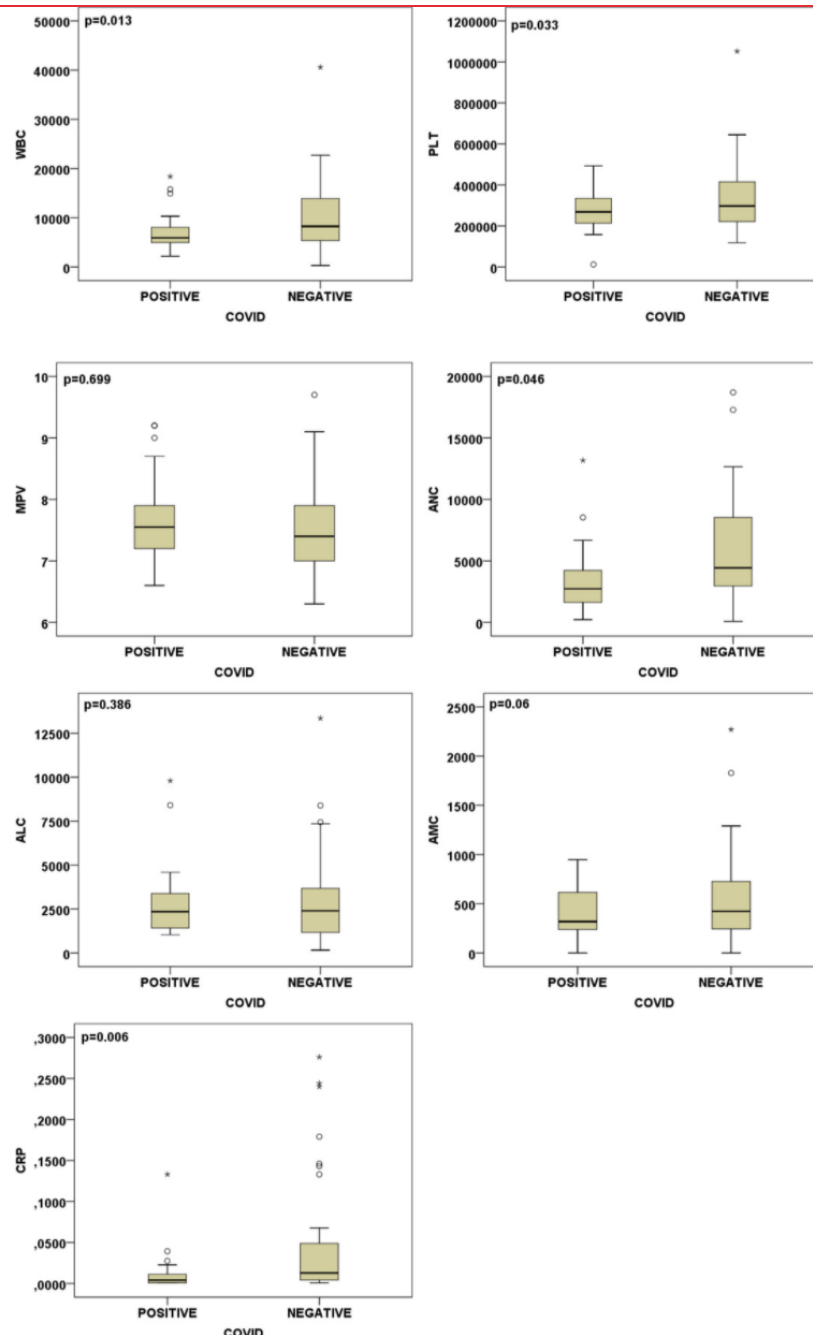 p=0.013
50000
40000
30000
20000
10000
0
WBC
POSITIVE NEGATIVE
COVID
p=0.033
1200000
1000000
800000
600000
400000
200000
0
PLT
POSITIVE NEGATIVE
COVID
p=0.699
10
9
8
7
6
MPV
POSITIVE NEGATIVE
COVID
p=0.046
20000
15000
10000
5000
0
ANC
POSITIVE NEGATIVE
COVID
p=0.386
12500
10000
7500
5000
2500
0
ALC
POSITIVE NEGATIVE
COVID
p=0.06
2500
2000
1500
1000
500
0
AMC
POSITIVE NEGATIVE
COVID
p=0.006
,3000
,2500
,2000
,1500
,1000
,0500
,0000
CRP
POSITIVE NEGATIVE
COVID